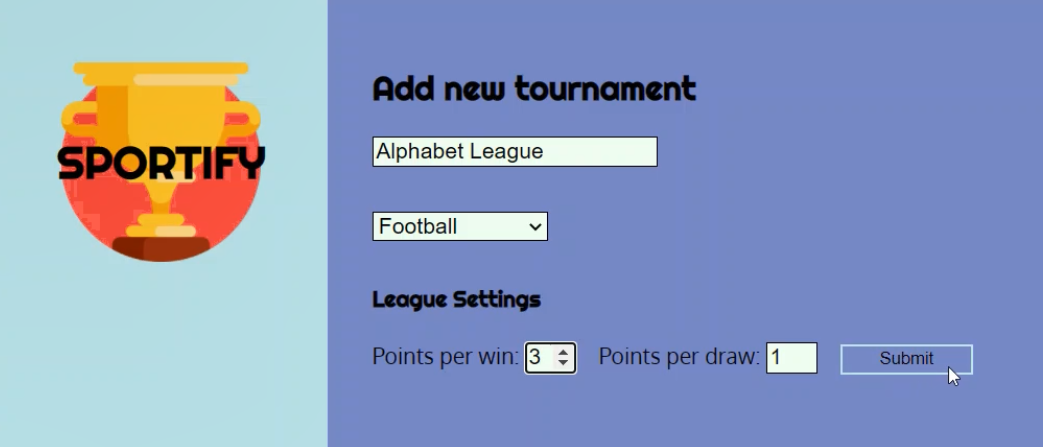 SPORTIFY
Add new tournament
Alphabet League
Football
League Settings
Points per win: 3 Points per draw: 1 Submit